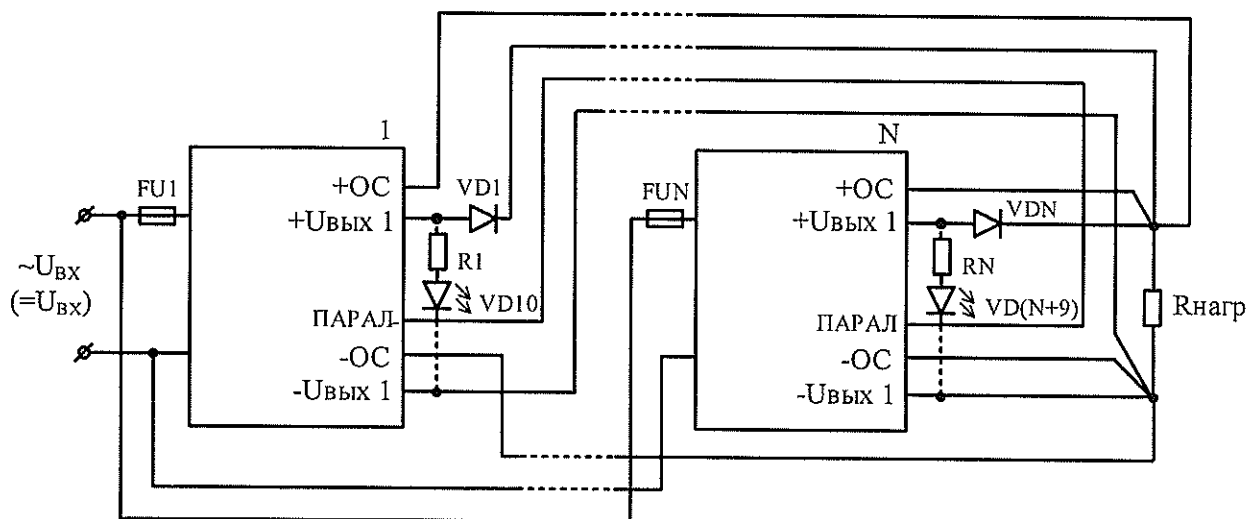 1
N
FU1
+ОС
VD1
+Uвых 1
R1
VD10
ПАРАЛ
-ОС
-Uвых 1
~UВХ
(=UВХ)
FUN
+ОС
+Uвых 1
VDN
RN
VD(N+9)
ПАРАЛ
-ОС
-Uвых 1
Rнагр